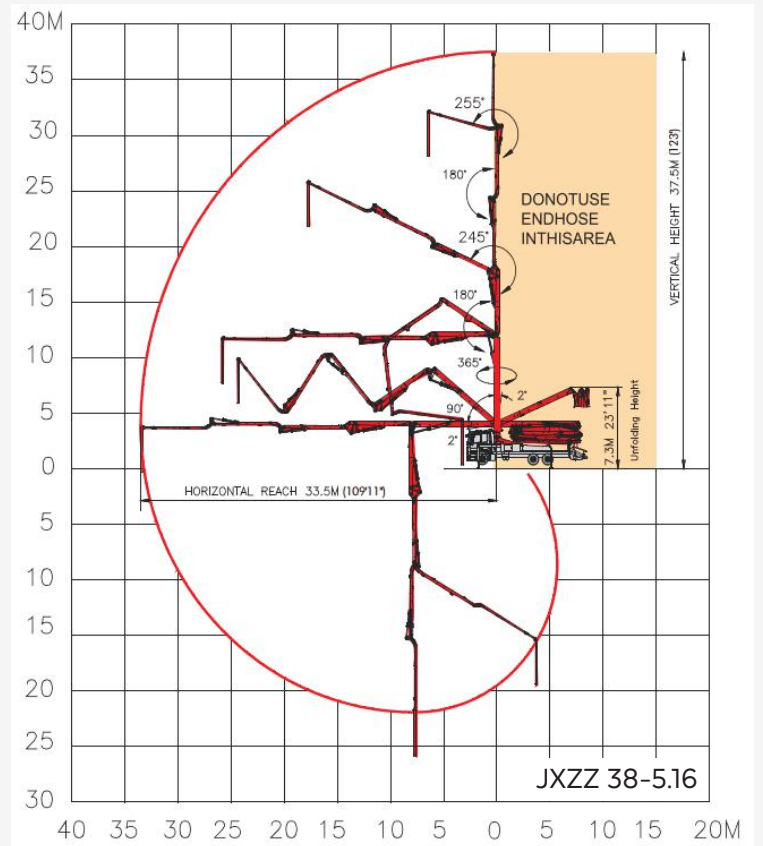 40M
35
30
25
20
15
10
5
0
5
10
15
20
25
30
40 35 30 25 20 15 10 5 0 5 10 15 20M
255°
180°
245°
180°
365°
2°
90°
2°
DONOTUSE
ENDHOSE
INTHISAREA
VERTICAL HEIGHT 37.5M (123')
7.3M 23'11"
Unfolding Height
HORIZONTAL REACH 33.5M (109'11")
JXZZ 38-5.16